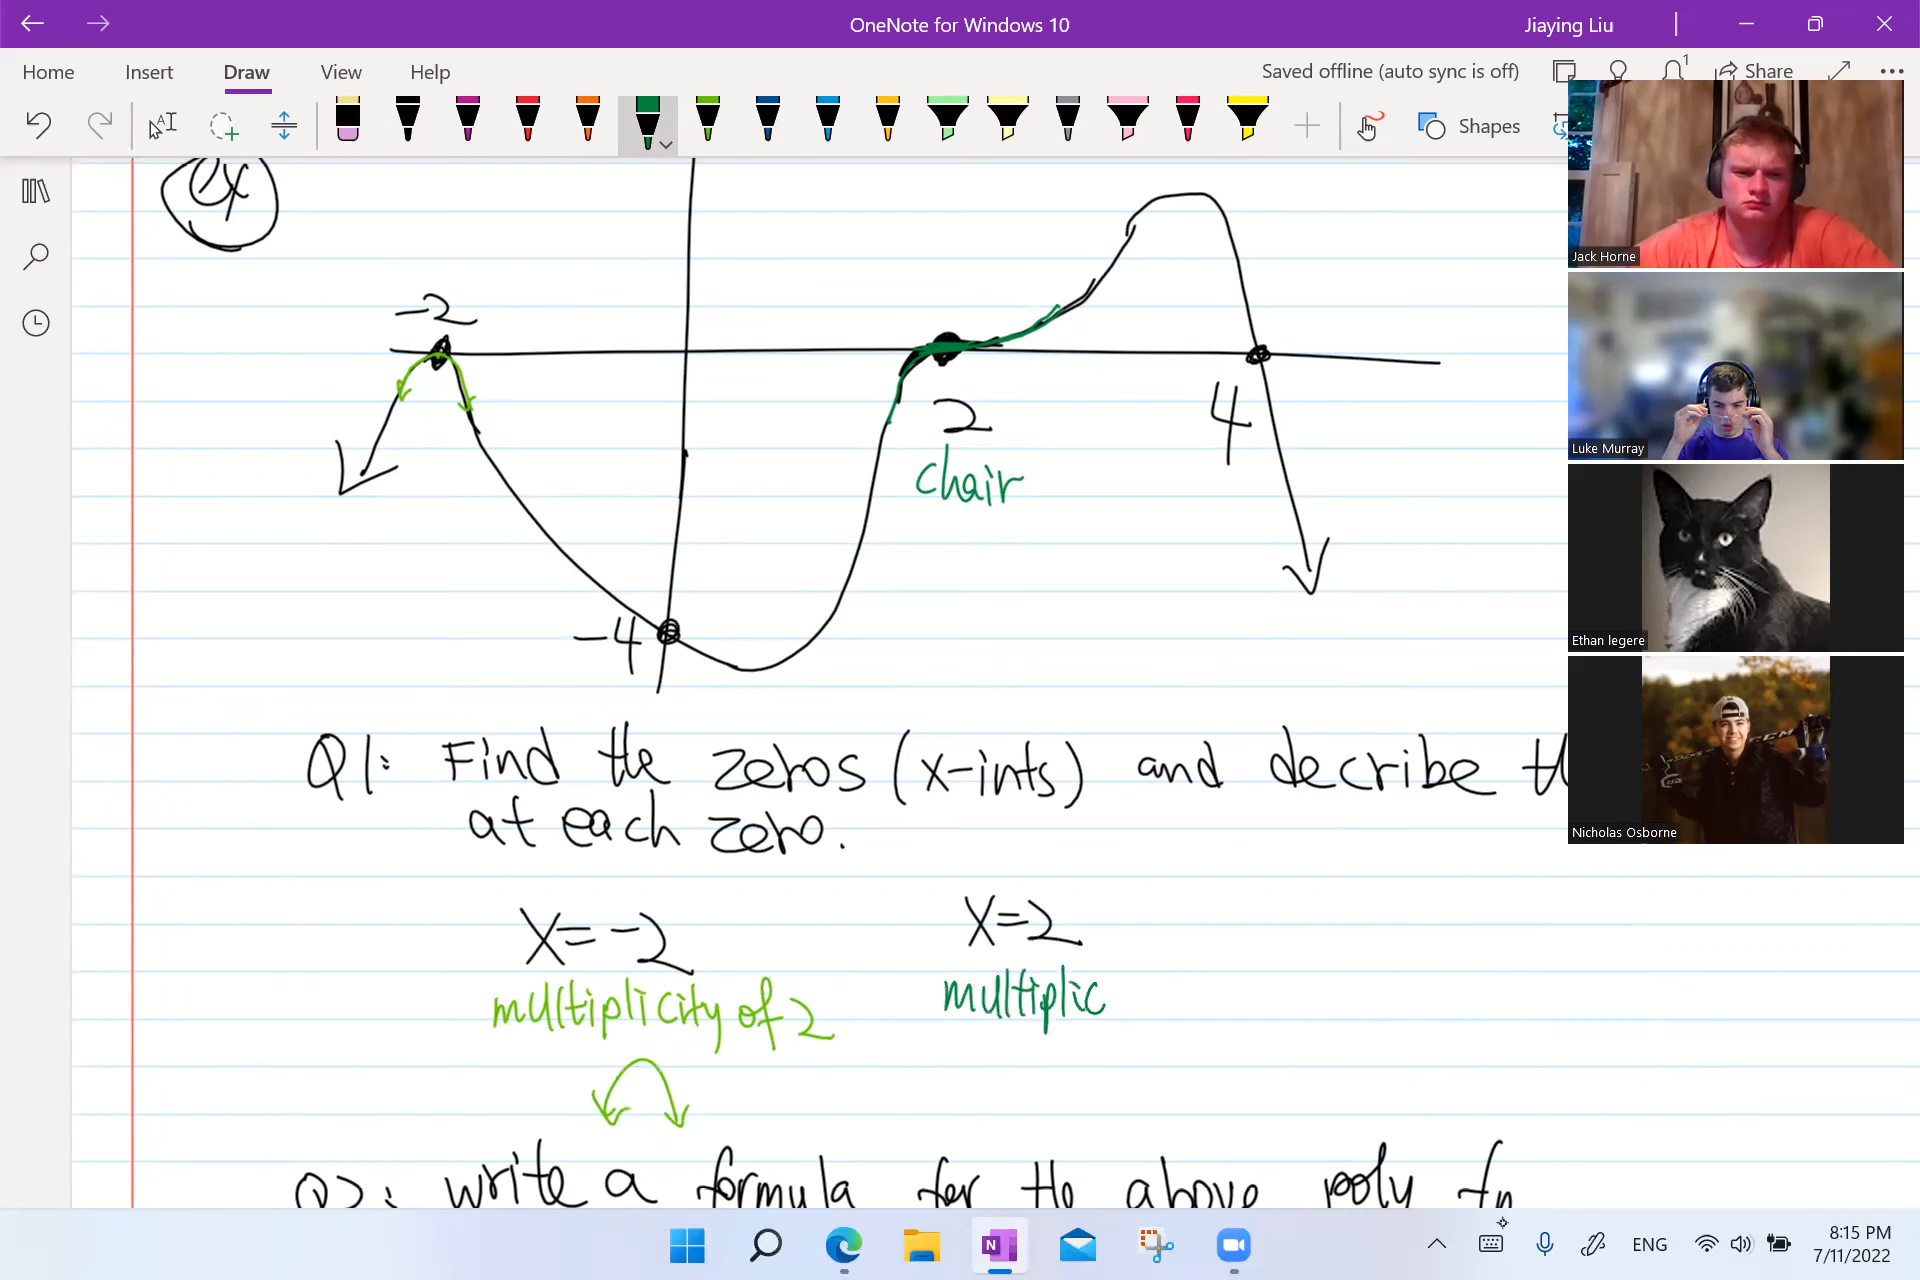 OneNote for Windows 10
Jiaying Liu
Home Insert Draw View Help
Saved offline (auto sync is off)
1
Share
Shapes
ex
-2
2
4
chair
-4
Q1: Find the zeros (x-ints) and decribe th
at each zero.
x=-2
x=2
multiplicity of 2
multiplic
Q2: write a formula for the above poly fn
Jack Horne
Luke Murray
Ethan legere
Nicholas Osborne
ENG
8:15 PM
7/11/2022